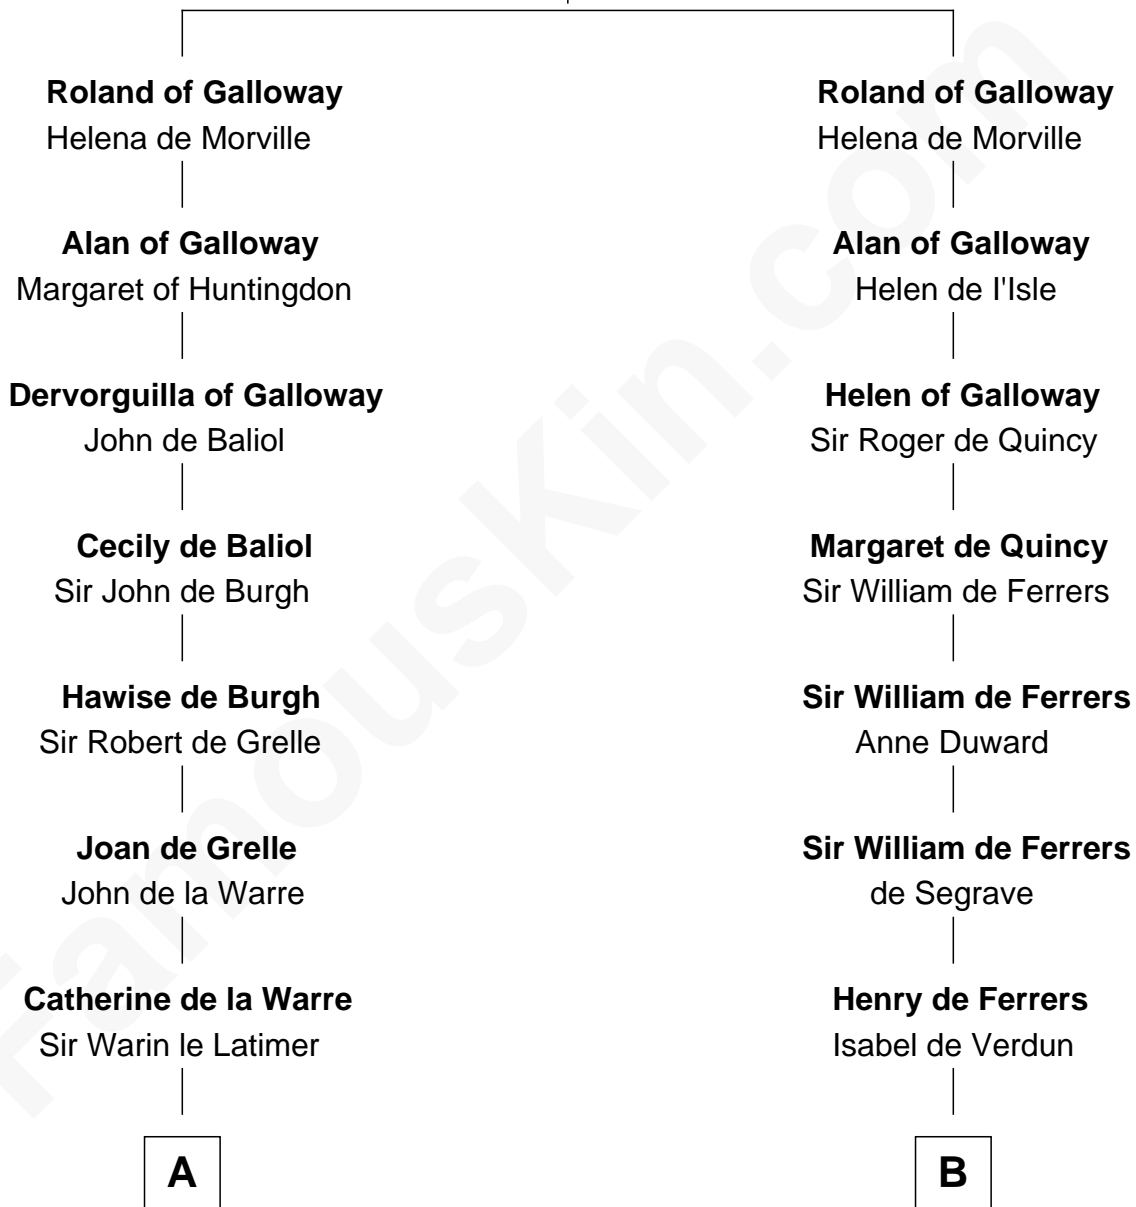 Roland of Galloway
Helena de Morville
Alan of Galloway
Margaret of Huntingdon
Dervorguilla of Galloway
John de Baliol
Cecily de Baliol
Sir John de Burgh
Hawise de Burgh
Sir Robert de Grelle
Joan de Grelle
John de la Warre
Catherine de la Warre
Sir Warin le Latimer
A
Roland of Galloway
Helena de Morville
Alan of Galloway
Helen de I'Isle
Helen of Galloway
Sir Roger de Quincy
Margaret de Quincy
Sir William de Ferrers
Sir William de Ferrers
Anne Duward
Sir William de Ferrers
de Segrave
Henry de Ferrers
Isabel de Verdun
B
FamousKin.com